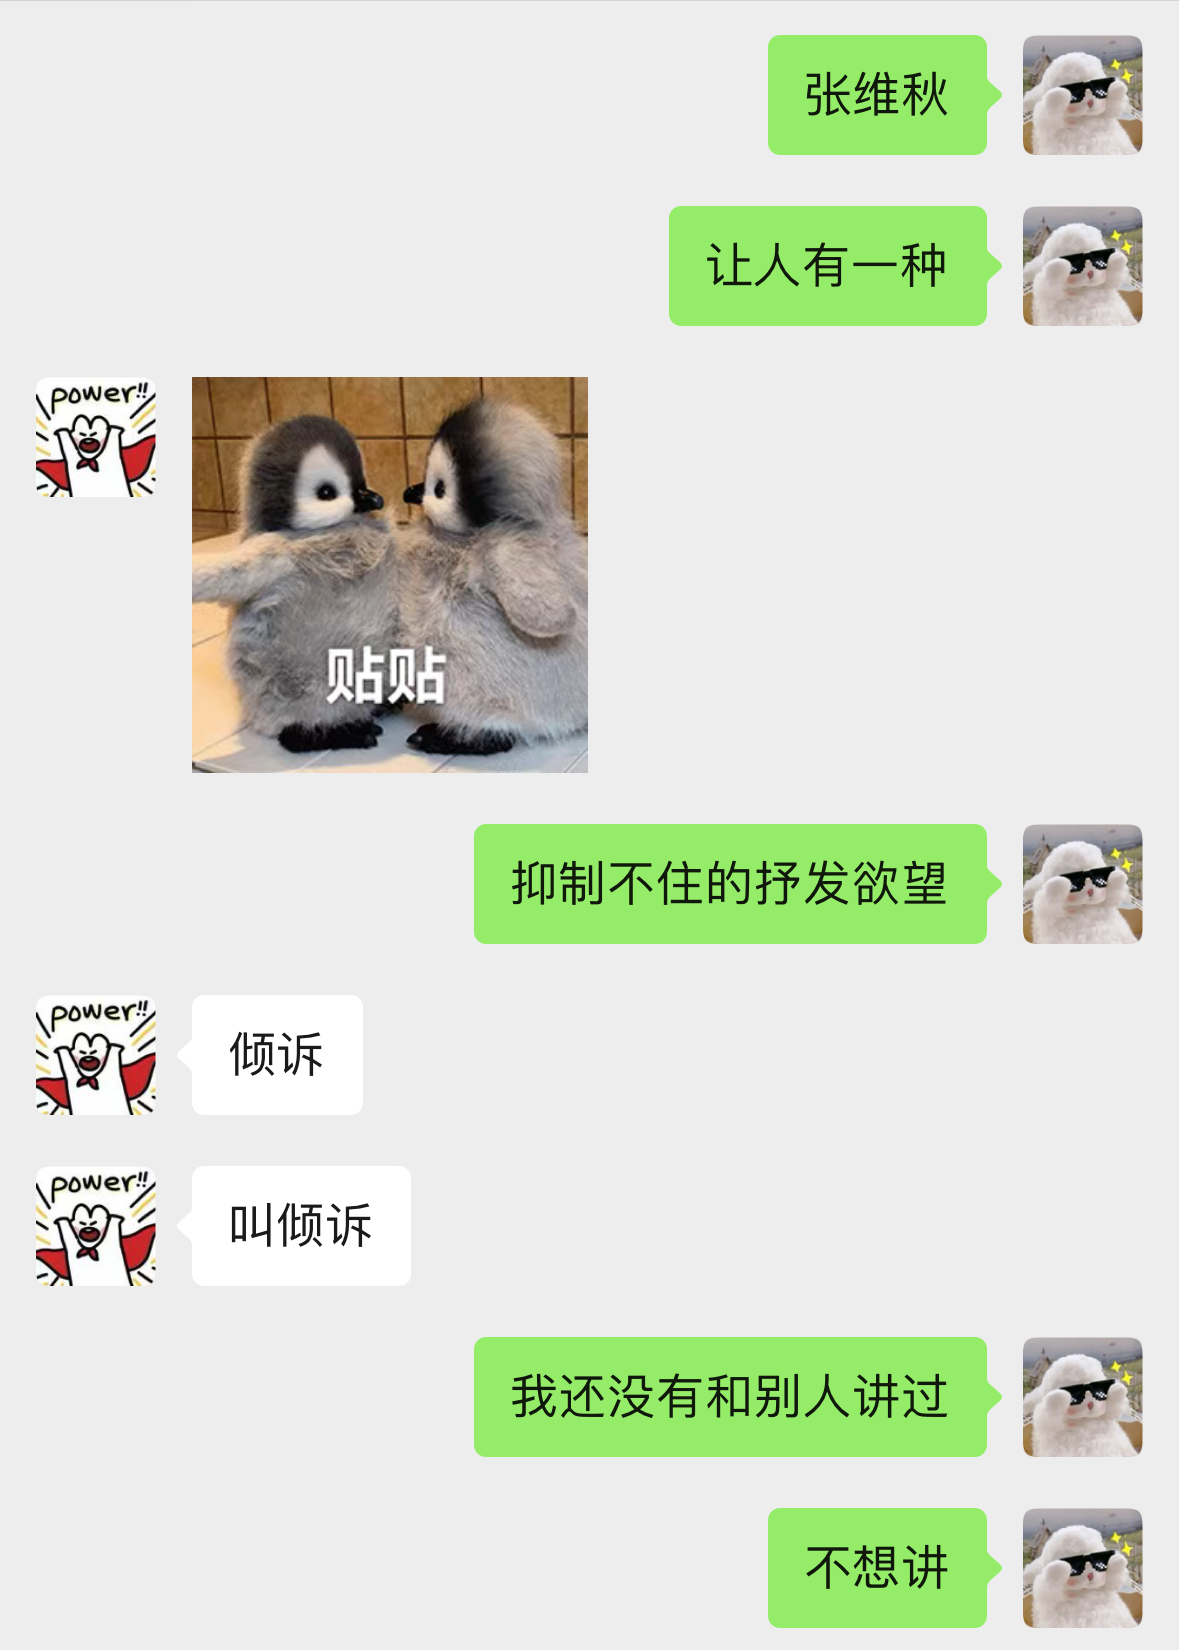 张维秋
让人有一种
power!!
贴贴
抑制不住的抒发欲望
power!!
倾诉
power!!
叫倾诉
我还没有和别人讲过
不想讲